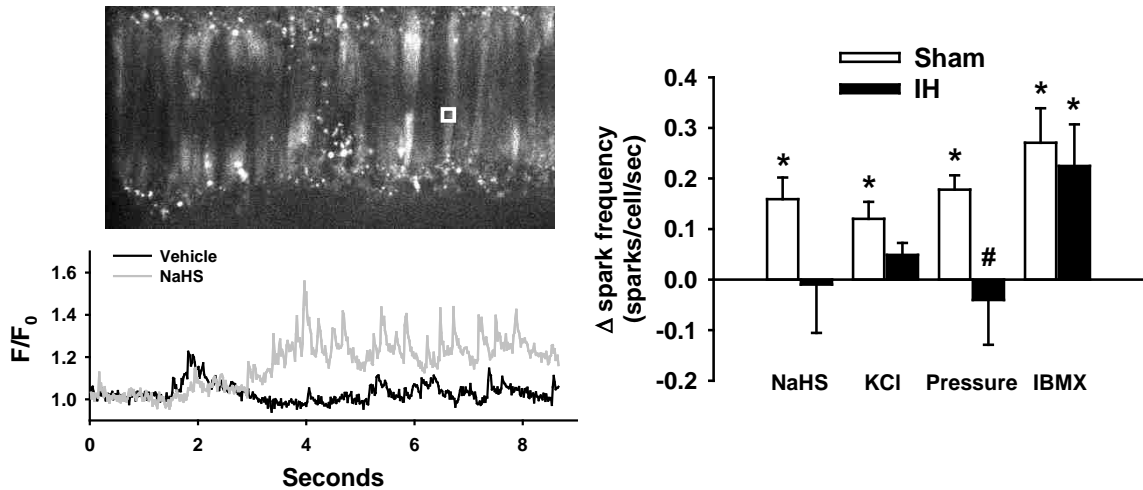 Vehicle
NaHS
1.6
1.4
1.2
1.0
F/F0
0 2 4 6 8
Seconds
Sham
IH
0.4
0.3
0.2
0.1
0.0
-0.1
-0.2
Δ spark frequency
(sparks/cell/sec)
* * * # * *
NaHS KCl Pressure IBMX